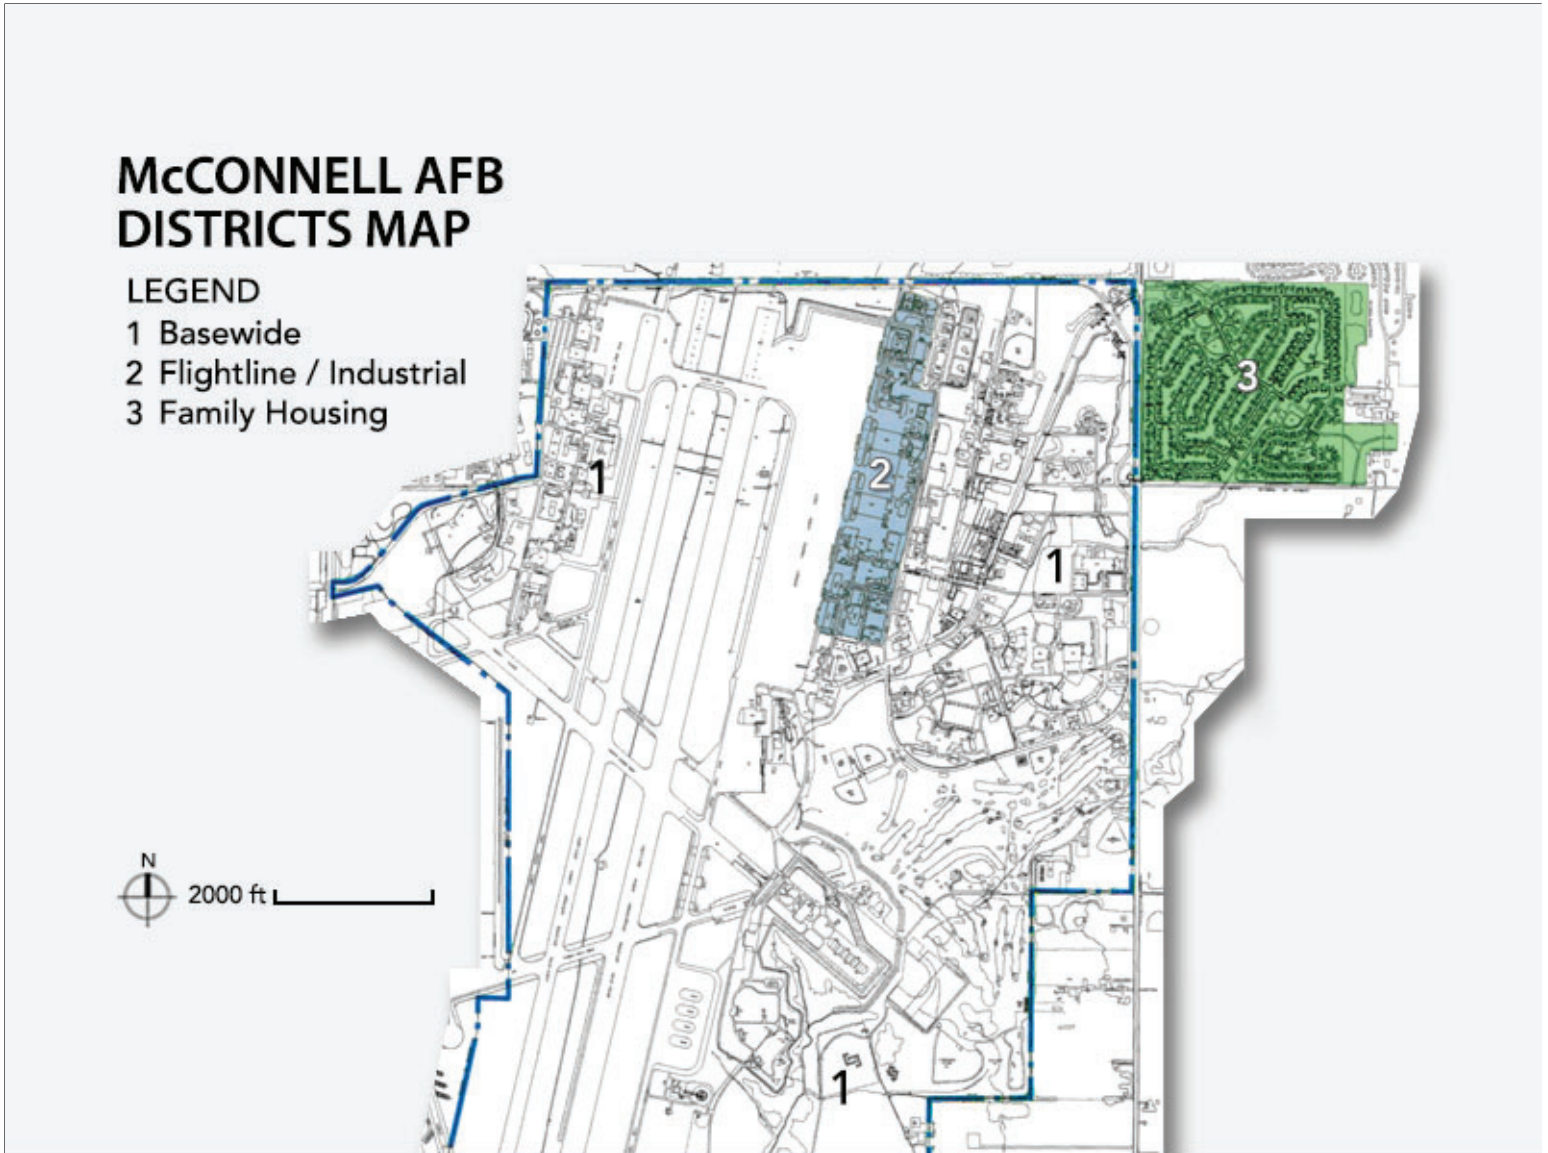 McCONNELL AFB
DISTRICTS MAP
LEGEND
1 Basewide
2 Flightline / Industrial
3 Family Housing
3
1
2
1
N
2000 ft
1